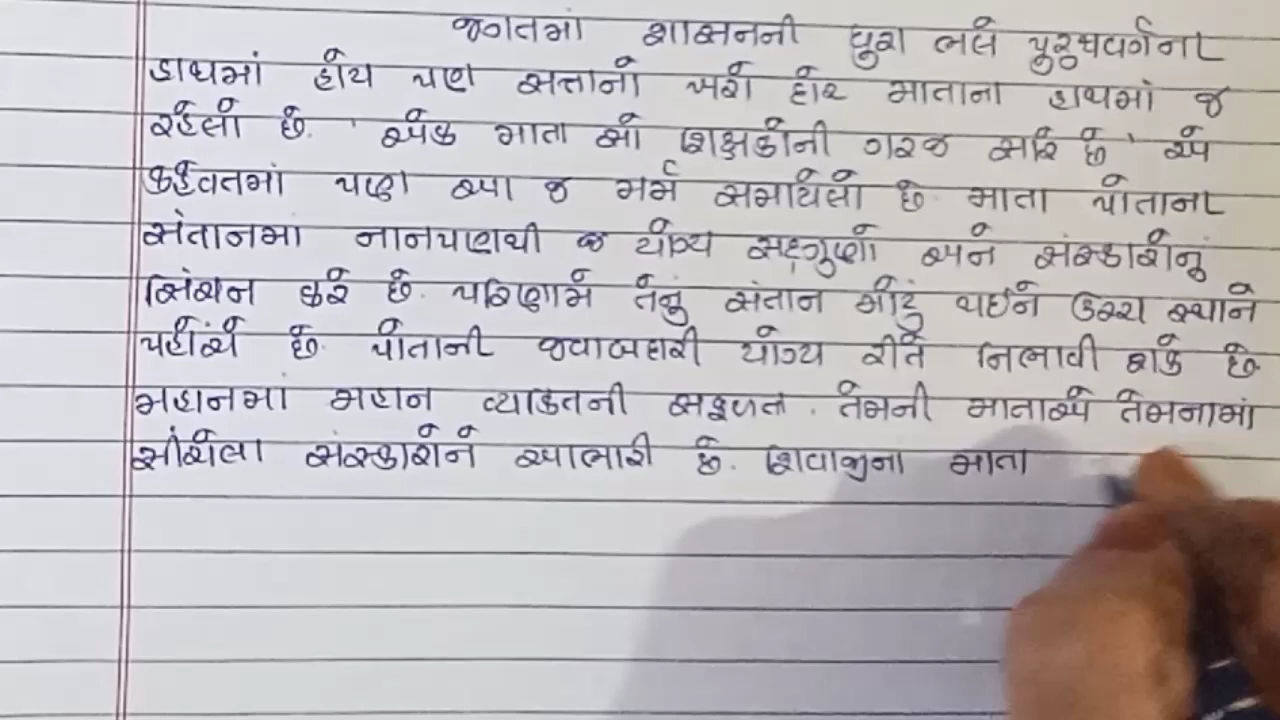 જગતમાં શાસનની ધુરા ભલે પુરુષવર્ગના
હાથમાં હોય પણ સત્તાની ખરી દોર માતાના હાથમાં જ
રહેલી છે. 'એક માતા સો શિક્ષકોની ગરજ સારે છે' એ
કહેવતમાં પણ આ જ મર્મ સમાયેલો છે. માતા પોતાના
સંતાનમાં નાનપણથી જ યોગ્ય સદ્ગુણો અને સંસ્કારોનું
સિંચન કરે છે. પરિણામે તેનું સંતાન મોટું થઈને ઉચ્ચ સ્થાને
પહોંચે છે. પોતાની જવાબદારી યોગ્ય રીતે નિભાવી શકે છે.
મહાનમાં મહાન વ્યક્તિની સફળતા તેમની માતાએ તેમનામાં
સીંચેલા સંસ્કારોને આભારી છે. શિવાજીના માતા